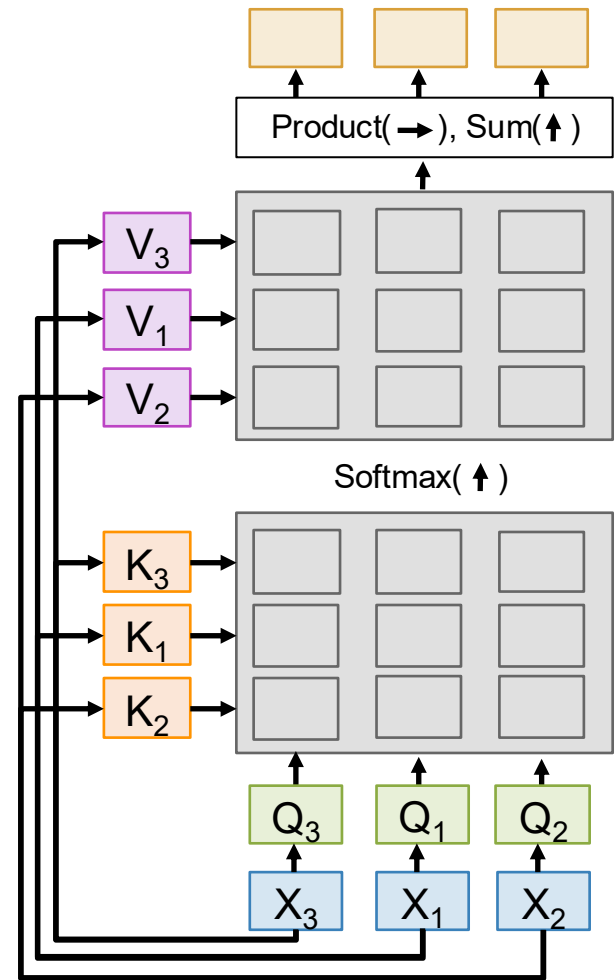 Product(→), Sum(↑)
V₃
V₁
V₂
Softmax(↑)
K₃
K₁
K₂
Q₃ Q₁ Q₂
X₃ X₁ X₂